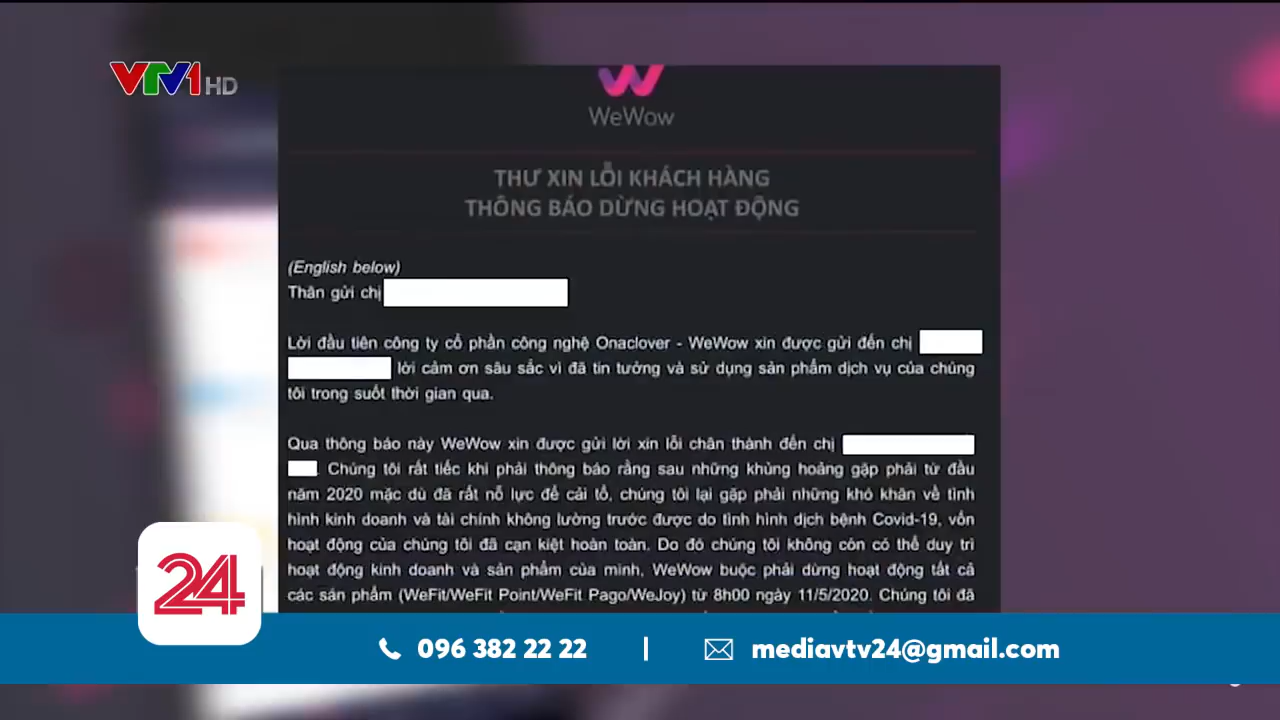 VTV1 HD
WeWow
THƯ XIN LỖI KHÁCH HÀNG
THÔNG BÁO DỪNG HOẠT ĐỘNG
(English below)
Thân gửi chị
Lời đầu tiên công ty cổ phần công nghệ Onaclover - WeWow xin được gửi đến chị
lời cảm ơn sâu sắc vì đã tin tưởng và sử dụng sản phẩm dịch vụ của chúng
tôi trong suốt thời gian qua.
Qua thông báo này WeWow xin được gửi lời xin lỗi chân thành đến chị
. Chúng tôi rất tiếc khi phải thông báo rằng sau những khủng hoảng gặp phải từ đầu
năm 2020 mặc dù đã rất nỗ lực để cải tổ, chúng tôi lại gặp phải những khó khăn về tình
hình kinh doanh và tài chính không lường trước được do tình hình dịch bệnh Covid-19, vốn
hoạt động của chúng tôi đã cạn kiệt hoàn toàn. Do đó chúng tôi không còn có thể duy trì
hoạt động kinh doanh và sản phẩm của mình, WeWow buộc phải dừng hoạt động tất cả
các sản phẩm (WeFit/WeFit Point/WeFit Pago/WeJoy) từ 8h00 ngày 11/5/2020. Chúng tôi đã
24
096 382 22 22 | mediavtv24@gmail.com